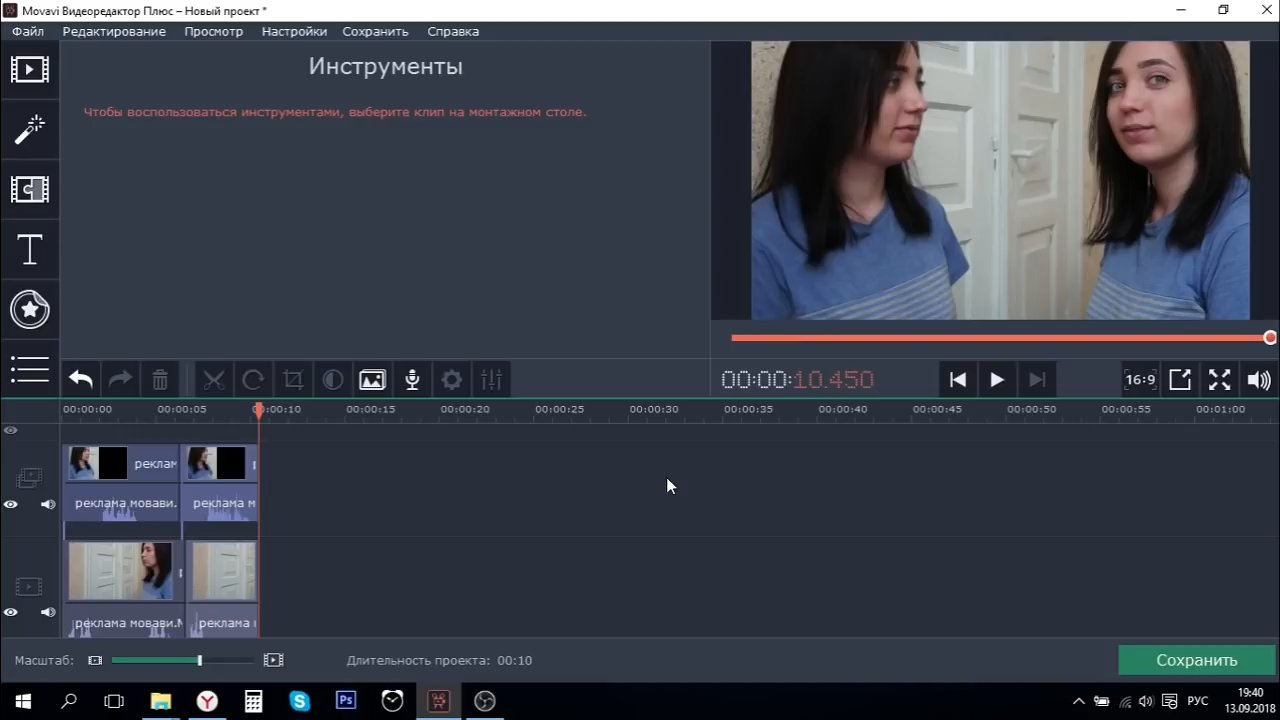 Movavi Видеоредактор Плюс – Новый проект *
Файл Редактирование Просмотр Настройки Сохранить Справка
Инструменты
Чтобы воспользоваться инструментами, выберите клип на монтажном столе.
T
00:00:10.450
16:9
00:00:00 00:00:05 00:00:10 00:00:15 00:00:20 00:00:25 00:00:30 00:00:35 00:00:40 00:00:45 00:00:50 00:00:55 00:01:00
реклам
реклама мовави. реклама м
реклама мовави.М реклама
Масштаб: Длительность проекта: 00:10 Сохранить
Ps
РУС
19:40
13.09.2018